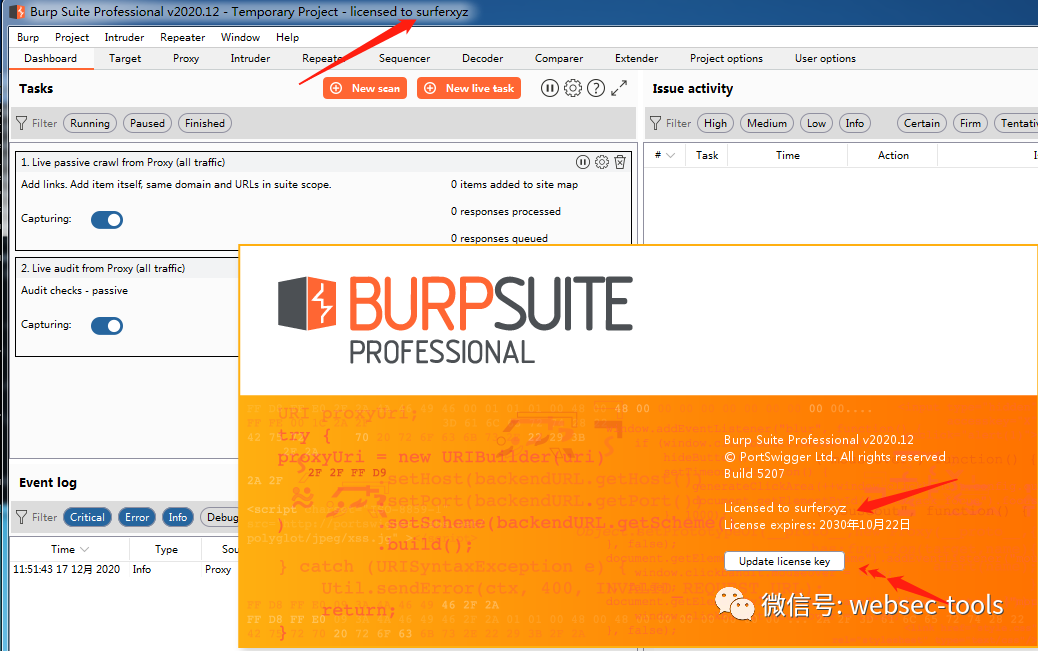 Burp Suite Professional v2020.12 - Temporary Project - licensed to surferxyz
Burp Project Intruder Repeater Window Help
Dashboard Target Proxy Intruder Repeater Sequencer Decoder Comparer Extender Project options User options
Tasks New scan New live task
Filter Running Paused Finished
1. Live passive crawl from Proxy (all traffic)
Add links. Add item itself, same domain and URLs in suite scope.
0 items added to site map
0 responses processed
Capturing:
0 responses queued
2. Live audit from Proxy (all traffic)
Audit checks - passive
Capturing:
Issue activity
Filter High Medium Low Info Certain Firm Tentati
# Task Time Action
Event log
Filter Critical Error Info Debug
Time Type Sou
11:51:43 17 12月 2020 Info Proxy
BURPSUITE
PROFESSIONAL
URI proxyUri;
try {
proxyUri = new URIBuilder(uri)
2F 2F FF D9
.setHost(backendURL.getHost()
.setPort(backendURL.getPort()
.setScheme(backendURL.getScheme(
.build();
} catch (URISyntaxException e) {
Util.sendError(ctx, 400,
return;
}
Burp Suite Professional v2020.12
© PortSwigger Ltd. All rights reserved
Build 5207
Licensed to surferxyz
License expires: 2030年10月22日
Update license key
微信号: websec-tools